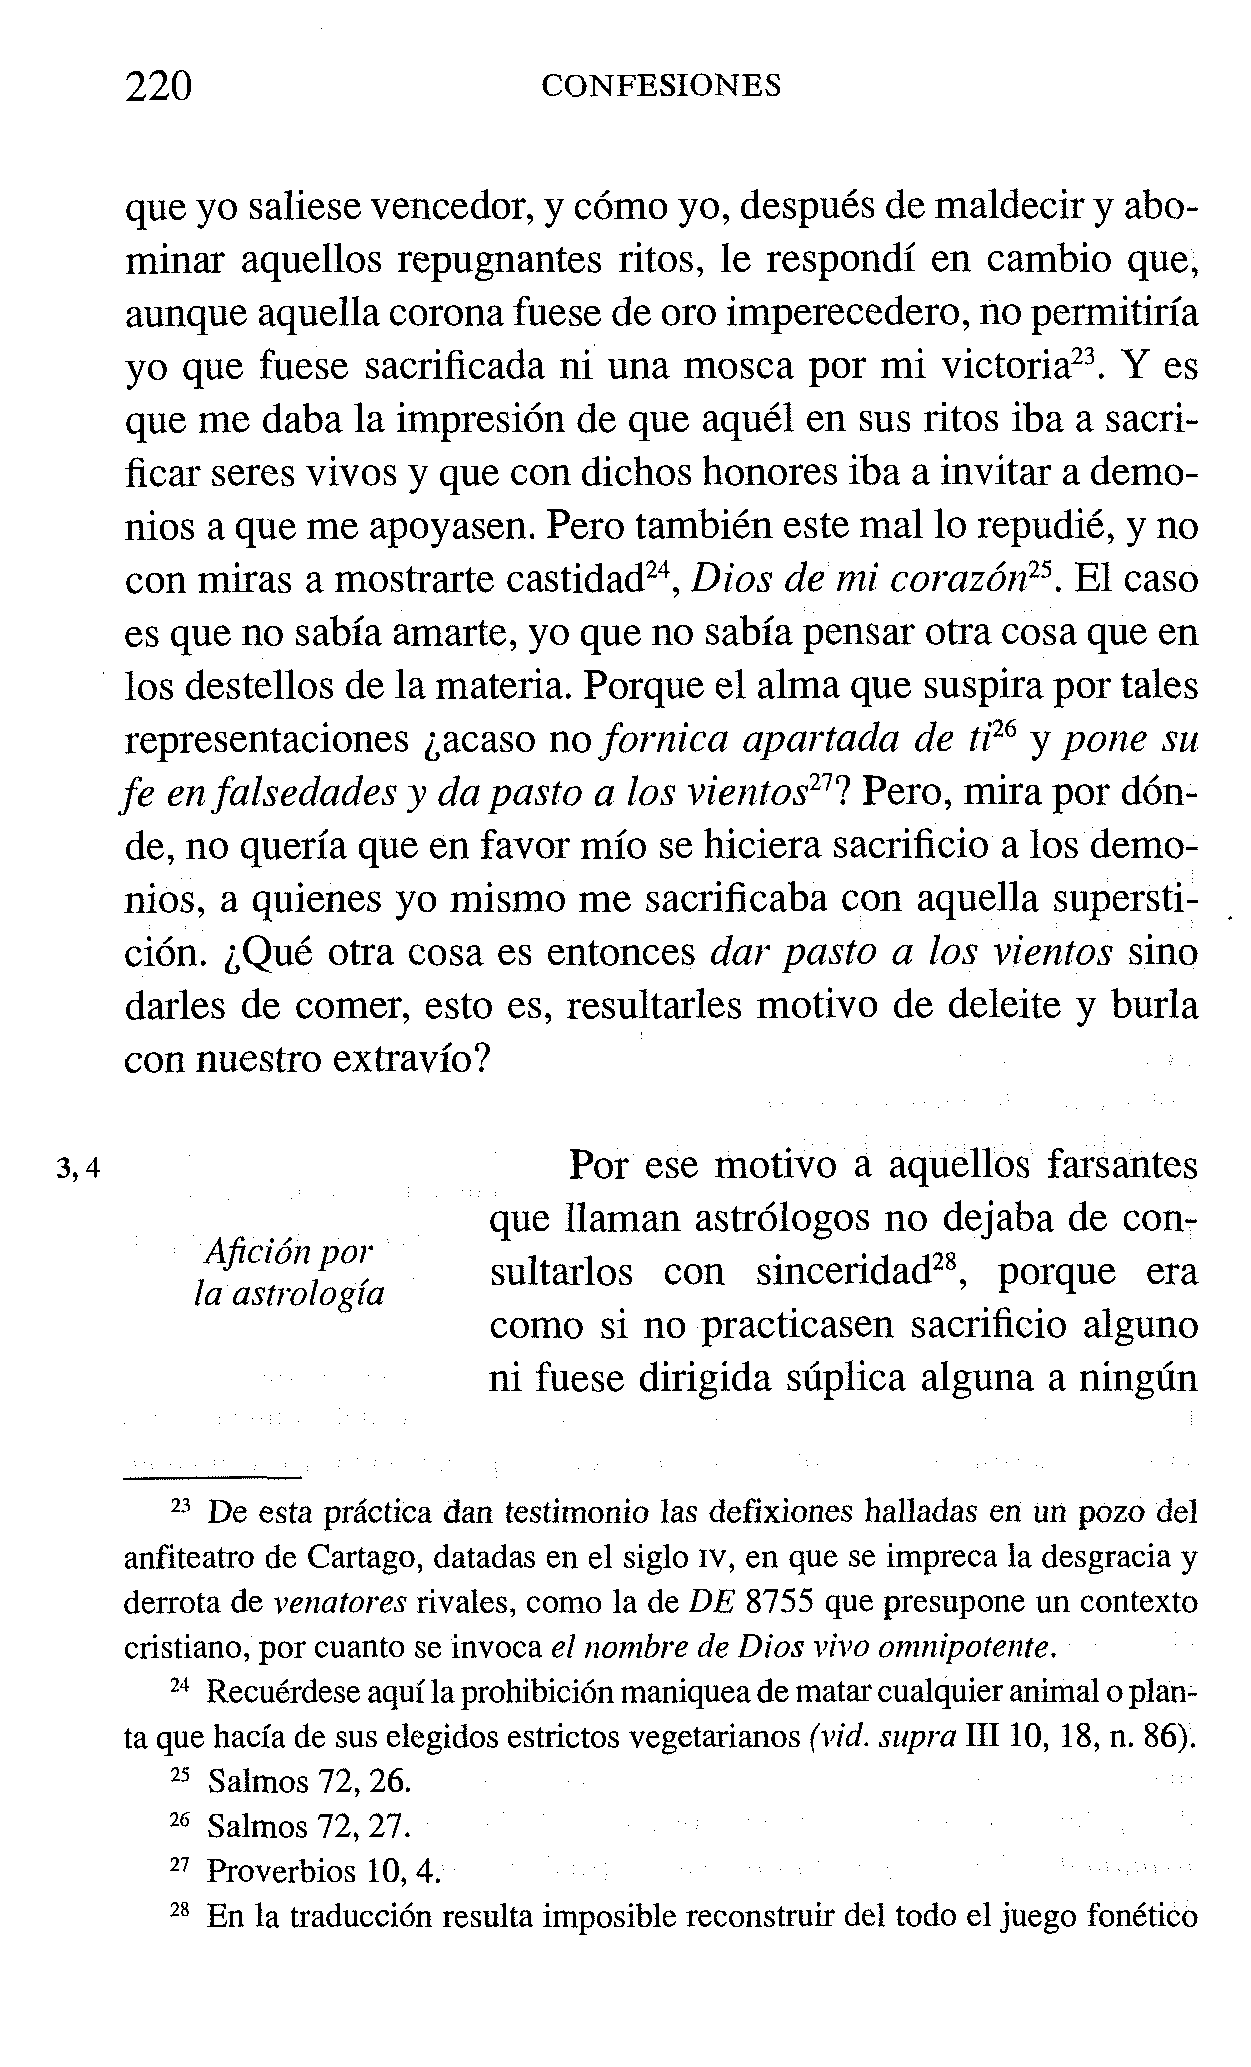 220 CONFESIONES
que yo saliese vencedor, y cómo yo, después de maldecir y abo-
minar aquellos repugnantes ritos, le respondí en cambio que,
aunque aquella corona fuese de oro imperecedero, no permitiría
yo que fuese sacrificada ni una mosca por mi victoria²³. Y es
que me daba la impresión de que aquél en sus ritos iba a sacri-
ficar seres vivos y que con dichos honores iba a invitar a demo-
nios a que me apoyasen. Pero también este mal lo repudié, y no
con miras a mostrarte castidad²⁴, Dios de mi corazón²⁵. El caso
es que no sabía amarte, yo que no sabía pensar otra cosa que en
los destellos de la materia. Porque el alma que suspira por tales
representaciones ¿acaso no fornica apartada de ti²⁶ y pone su
fe en falsedades y da pasto a los vientos²⁷? Pero, mira por dón-
de, no quería que en favor mío se hiciera sacrificio a los demo-
nios, a quienes yo mismo me sacrificaba con aquella supersti-
ción. ¿Qué otra cosa es entonces dar pasto a los vientos sino
darles de comer, esto es, resultarles motivo de deleite y burla
con nuestro extravío?
3, 4
Afición por
la astrología
Por ese motivo a aquellos farsantes
que llaman astrólogos no dejaba de con-
sultarlos con sinceridad²⁸, porque era
como si no practicasen sacrificio alguno
ni fuese dirigida súplica alguna a ningún
²³ De esta práctica dan testimonio las defixiones halladas en un pozo del
anfiteatro de Cartago, datadas en el siglo IV, en que se impreca la desgracia y
derrota de venatores rivales, como la de DE 8755 que presupone un contexto
cristiano, por cuanto se invoca el nombre de Dios vivo omnipotente.
²⁴ Recuérdese aquí la prohibición maniquea de matar cualquier animal o plan-
ta que hacía de sus elegidos estrictos vegetarianos (vid. supra III 10, 18, n. 86).
²⁵ Salmos 72, 26.
²⁶ Salmos 72, 27.
²⁷ Proverbios 10, 4.
²⁸ En la traducción resulta imposible reconstruir del todo el juego fonético